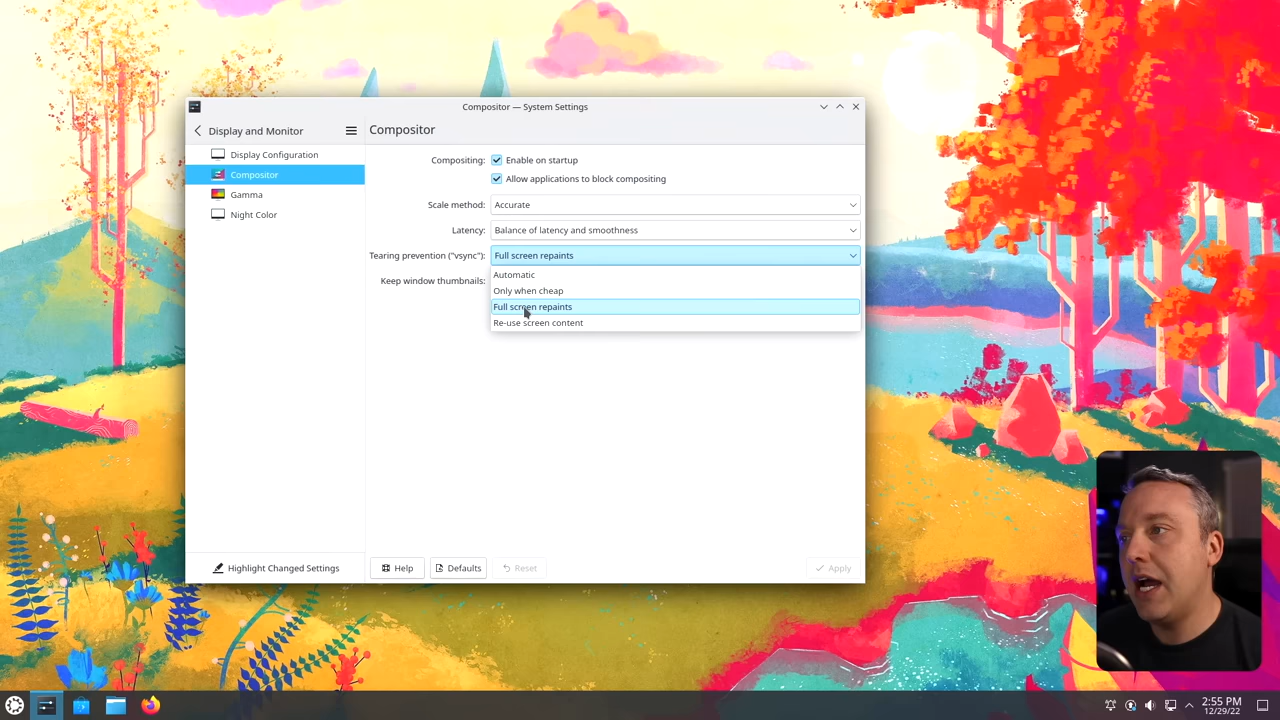 Compositor — System Settings
Display and Monitor
Compositor
Display Configuration
Compositor
Gamma
Night Color
Compositing:
Enable on startup
Allow applications to block compositing
Scale method:
Accurate
Latency:
Balance of latency and smoothness
Tearing prevention ("vsync"):
Full screen repaints
Keep window thumbnails:
Automatic
Only when cheap
Full screen repaints
Re-use screen content
Highlight Changed Settings
Help
Defaults
Reset
Apply
2:55 PM
12/29/22